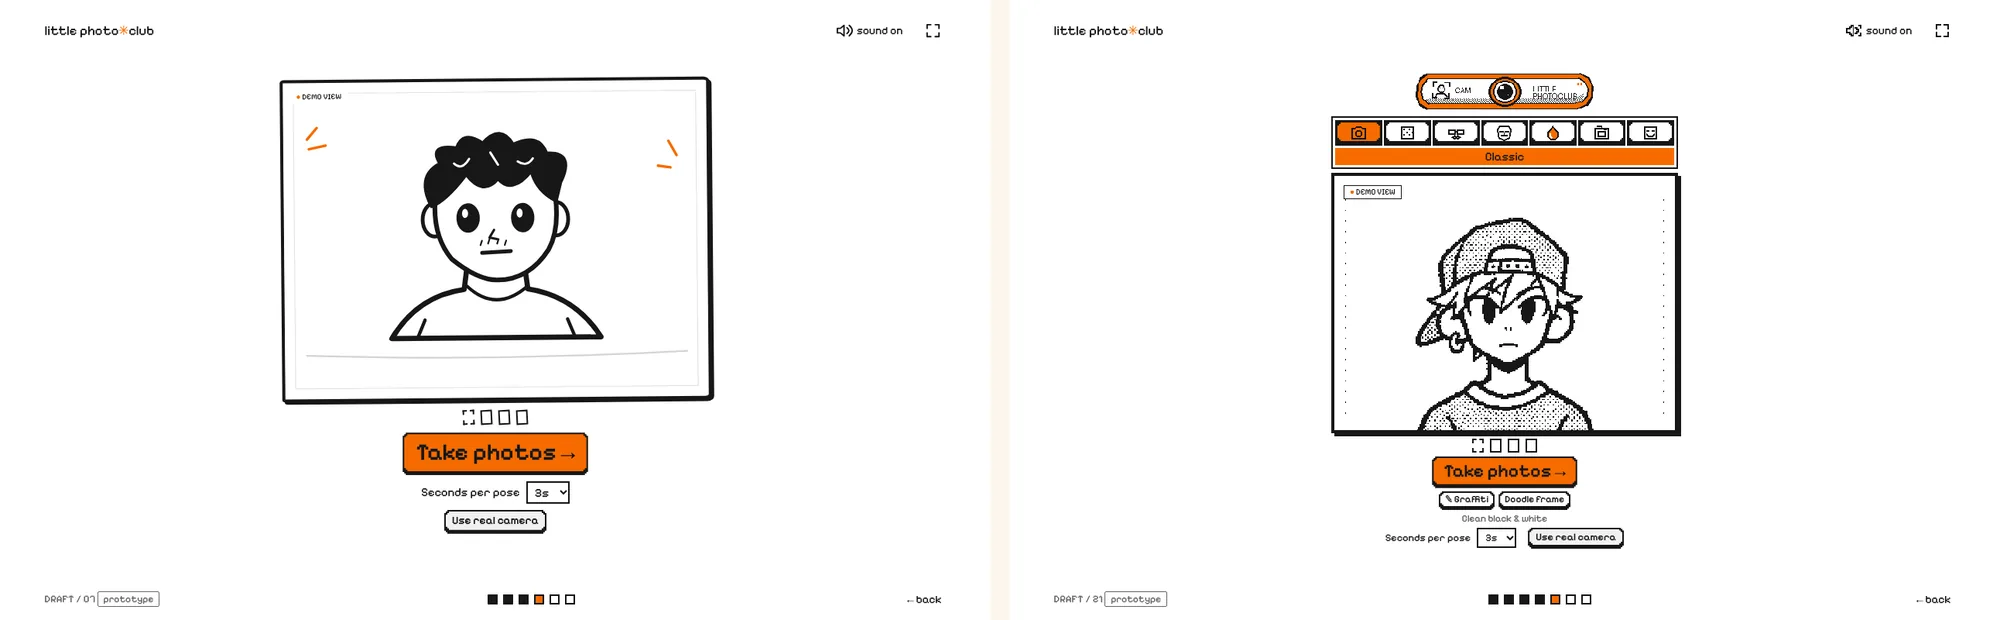 little photo✳club
sound on
DEMO VIEW
Take photos→
Seconds per pose 3s
Use real camera
DRAFT / 07 prototype
←back
little photo✳club
sound on
CAM
LITTLE
PHOTOCLUB
Classic
DEMO VIEW
Take photos→
✎ Graffiti
Doodle Frame
Clean black & white
Seconds per pose 3s Use real camera
DRAFT / 21 prototype
←back